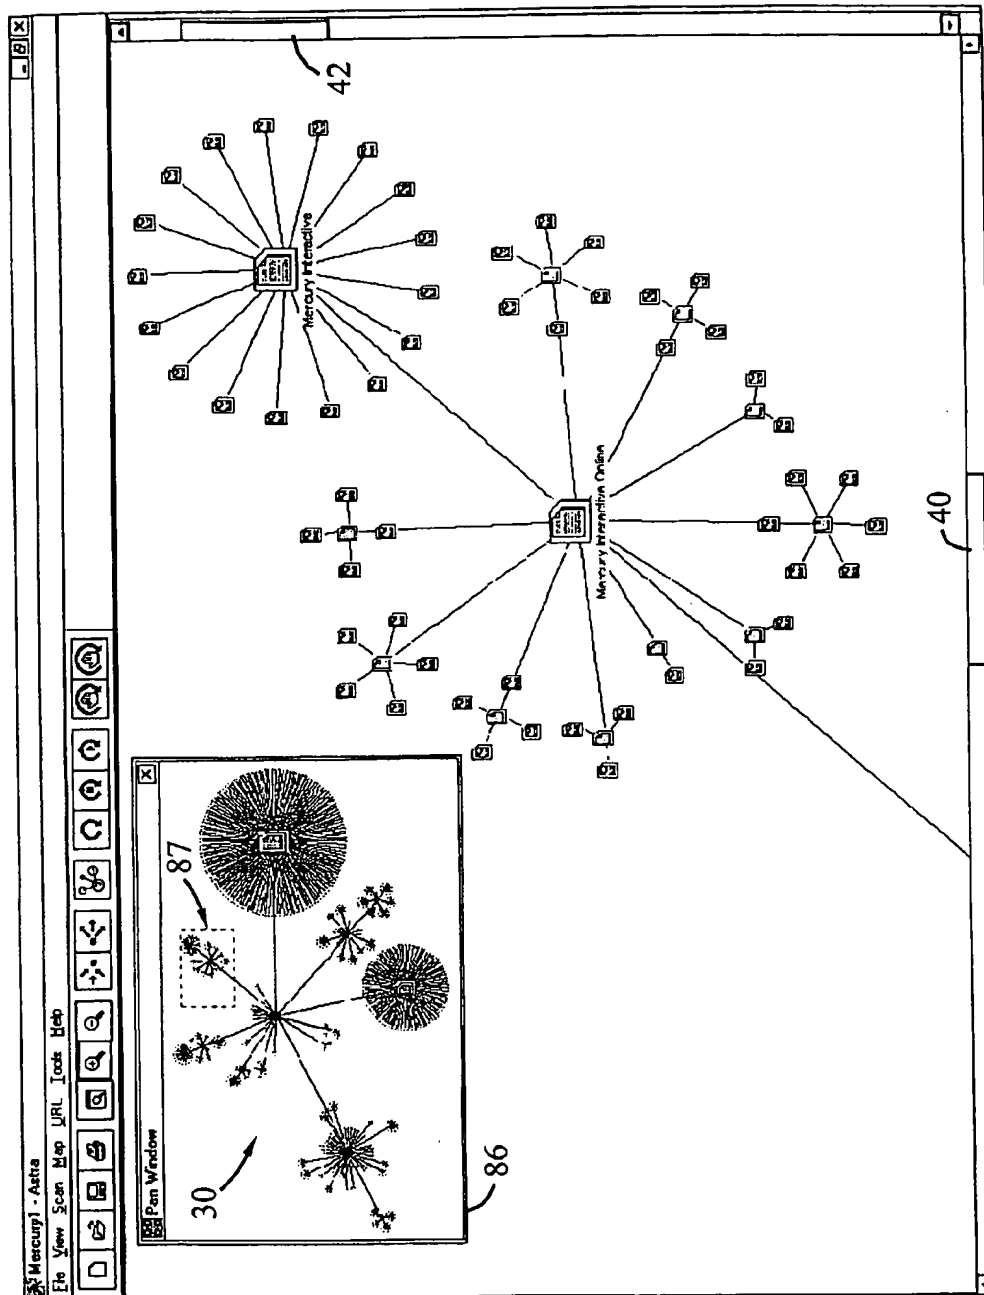 Mercury1 - Astra
File View Scan Map URL Tools Help
Pan Window
30
87
86
42
Mercury Interactive
Mercury Interactive Online
40